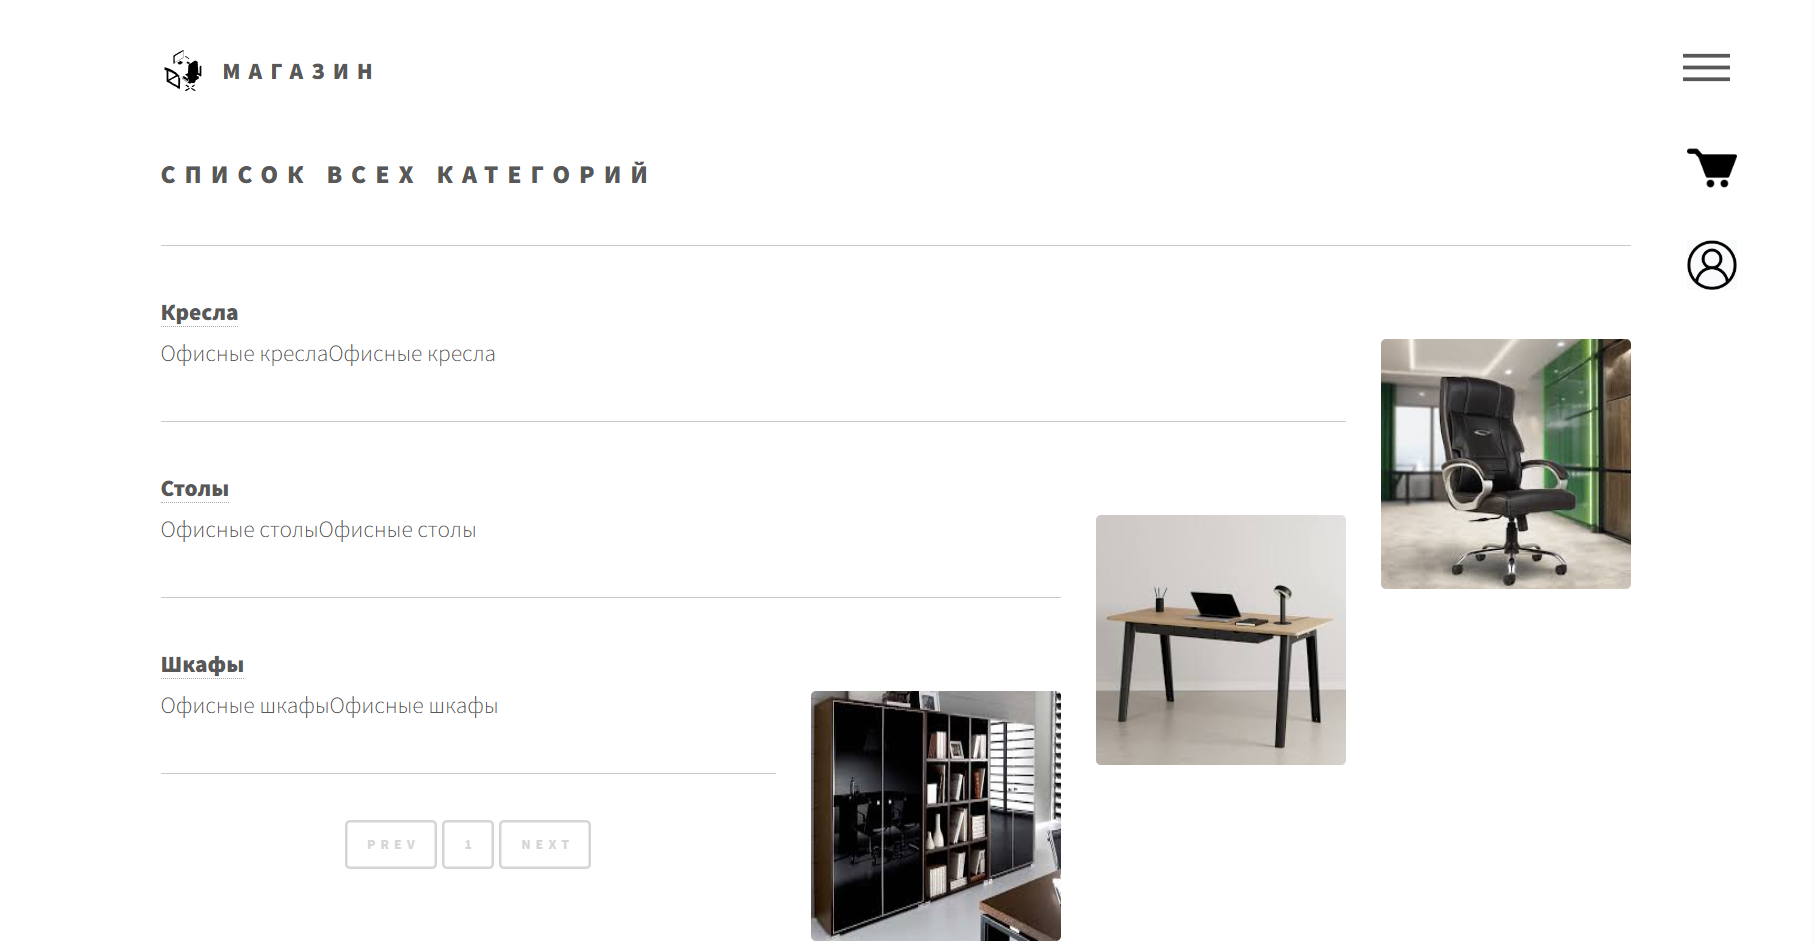 МАГАЗИН
СПИСОК ВСЕХ КАТЕГОРИЙ
Кресла
Офисные креслаОфисные кресла
Столы
Офисные столыОфисные столы
Шкафы
Офисные шкафыОфисные шкафы
PREV 1 NEXT